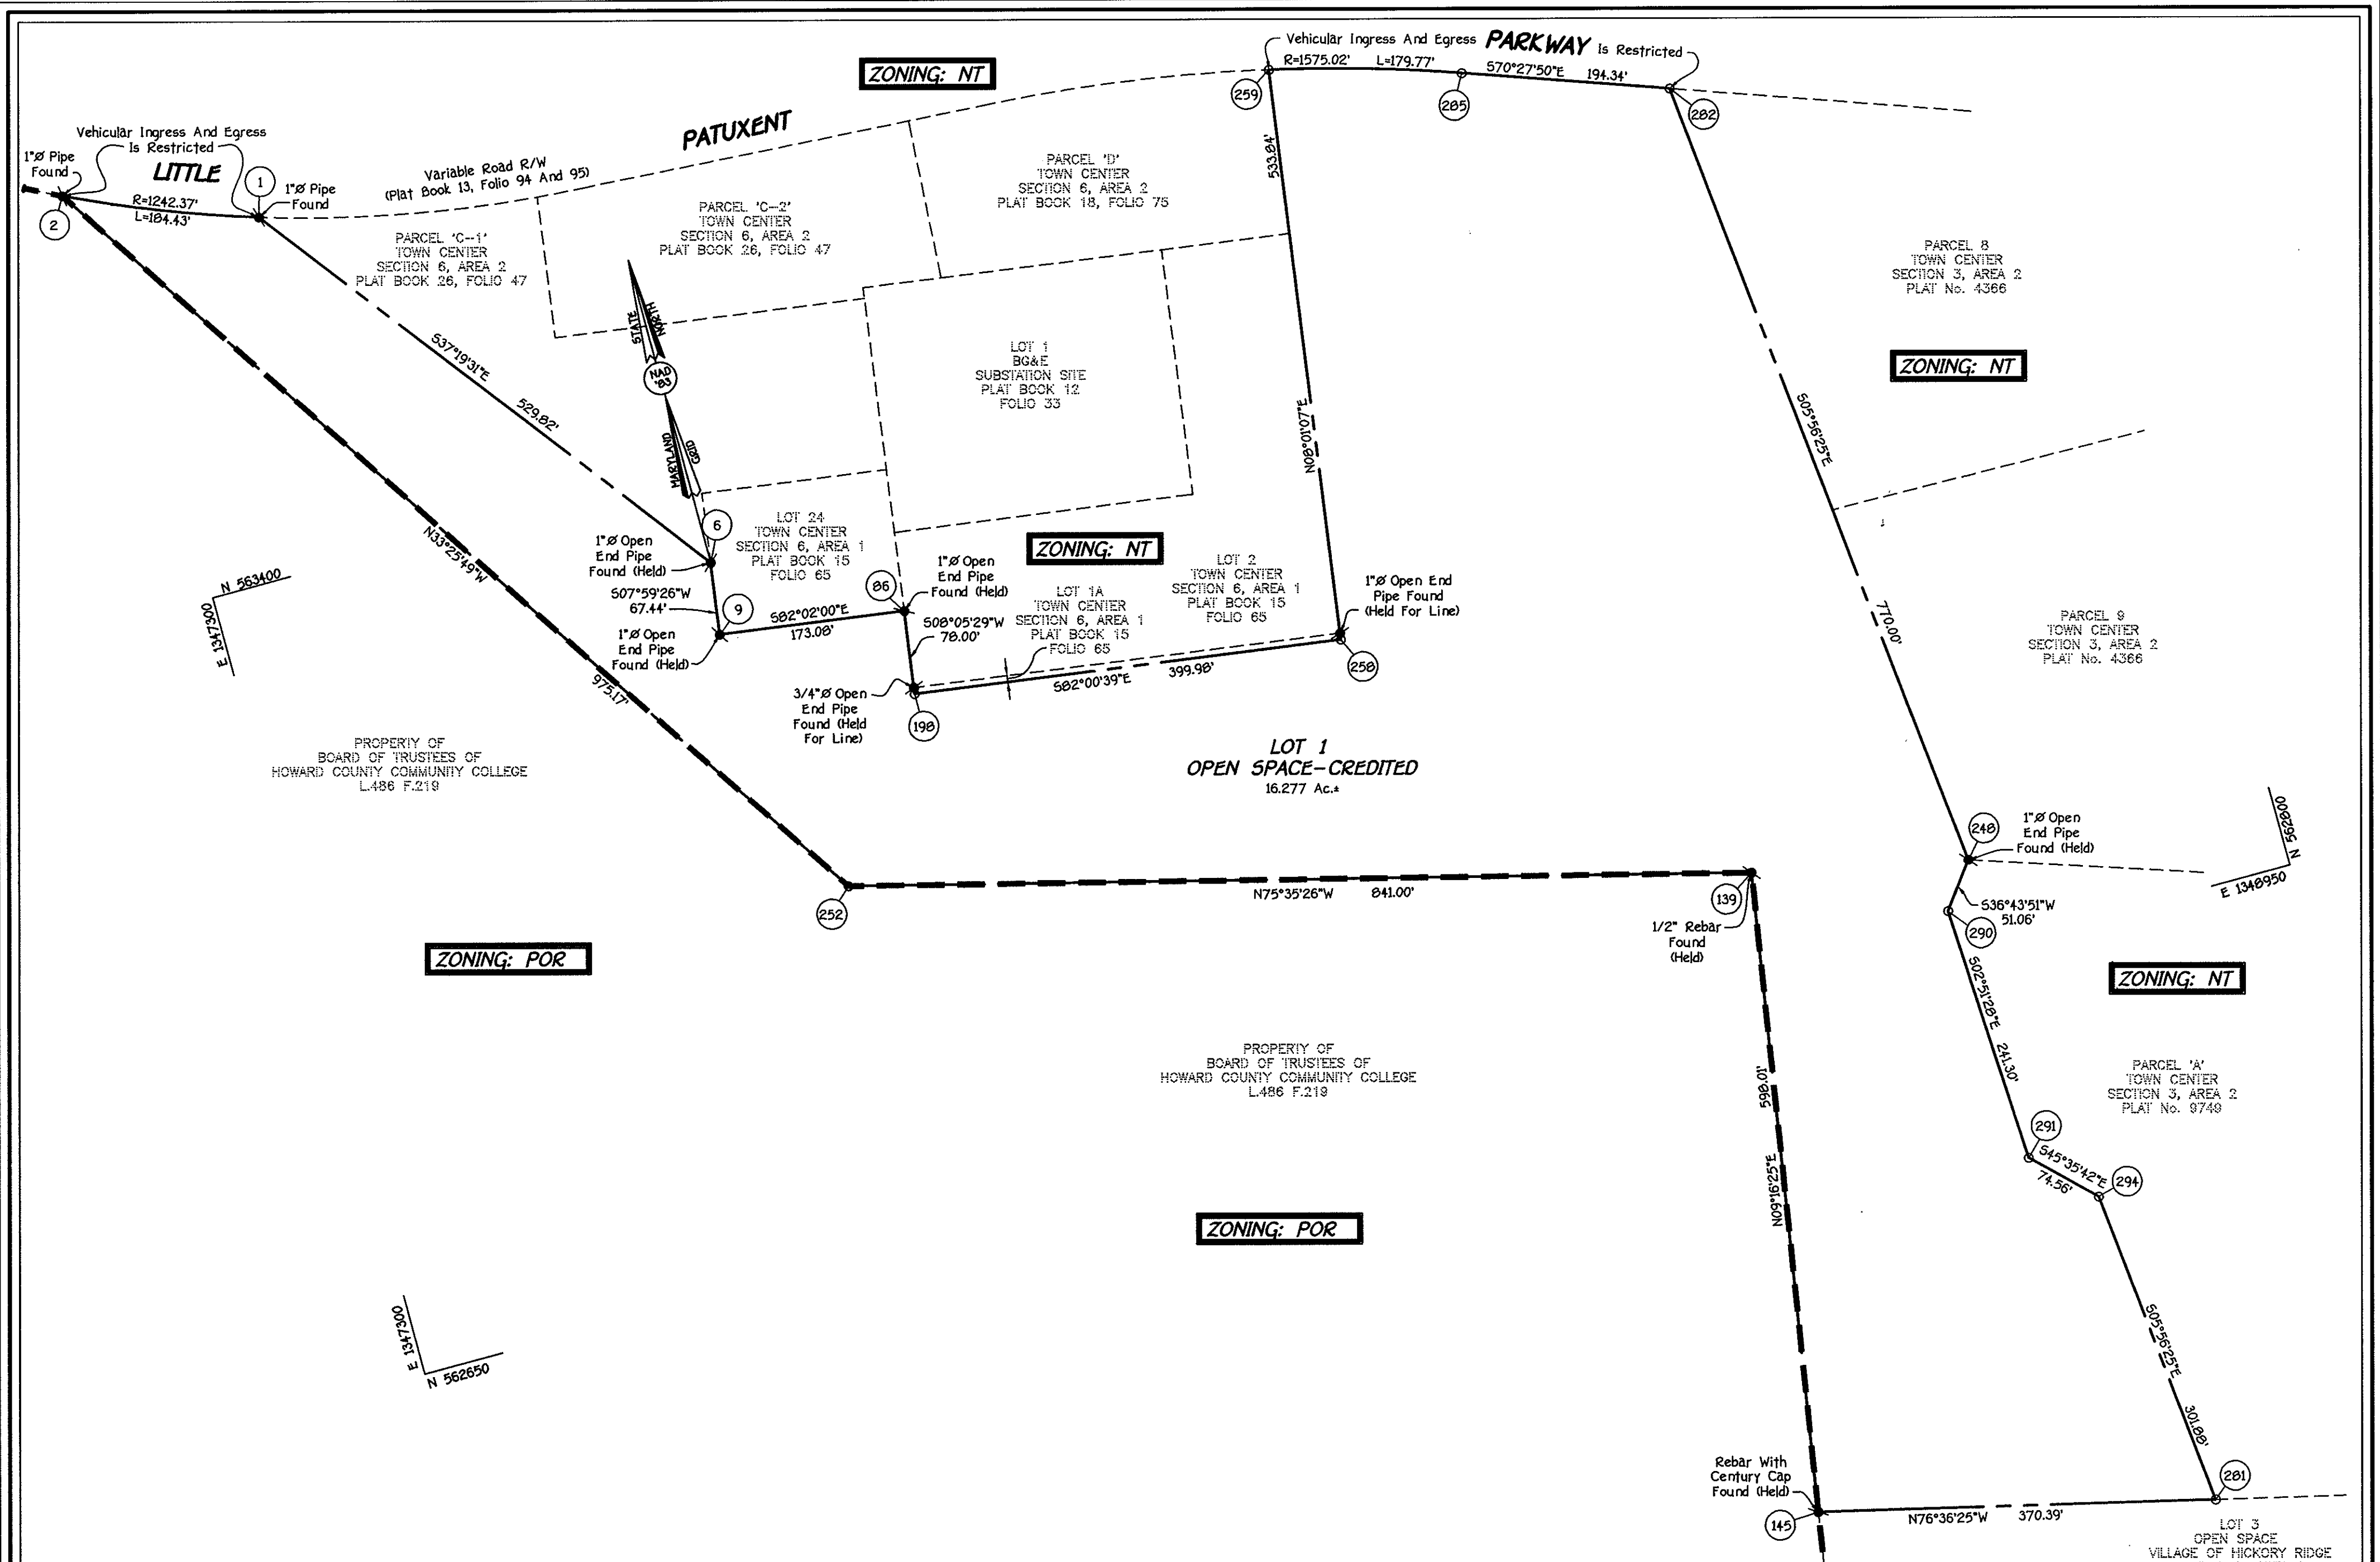 Vehicular Ingress And Egress PARKWAY Is Restricted
R=1575.02' L=179.77' S70°27'50"E 194.34'
259
285
282
ZONING: NT
PATUXENT
Vehicular Ingress And Egress
Is Restricted
LITTLE
1"Ø Pipe
Found
1
1"Ø Pipe
Found
2
R=1242.37'
L=184.43'
Variable Road R/W
(Plat Book 13, Folio 94 And 95)
PARCEL 'C-1'
TOWN CENTER
SECTION 6, AREA 2
PLAT BOOK 26, FOLIO 47
PARCEL 'C-2'
TOWN CENTER
SECTION 6, AREA 2
PLAT BOOK 26, FOLIO 47
PARCEL 'D'
TOWN CENTER
SECTION 6, AREA 2
PLAT BOOK 18, FOLIO 75
533.84'
N08°01'07"E
PARCEL 8
TOWN CENTER
SECTION 3, AREA 2
PLAT No. 4366
ZONING: NT
S05°56'25"E
770.00'
S37°19'31"E
529.82'
STATE
NORTH
NAD
'83
MARYLAND
GRID
LOT 1
BG&E
SUBSTATION SITE
PLAT BOOK 12
FOLIO 33
N33°25'49"W
975.17'
N 563400
E 1347300
1"Ø Open
End Pipe
Found (Held)
6
LOT 24
TOWN CENTER
SECTION 6, AREA 1
PLAT BOOK 15
FOLIO 65
S07°59'26"W
67.44'
9
1"Ø Open
End Pipe
Found (Held)
S82°02'00"E
173.08'
86
1"Ø Open
End Pipe
Found (Held)
S08°05'29"W
78.00'
ZONING: NT
LOT 1A
TOWN CENTER
SECTION 6, AREA 1
PLAT BOOK 15
FOLIO 65
LOT 2
TOWN CENTER
SECTION 6, AREA 1
PLAT BOOK 15
FOLIO 65
1"Ø Open End
Pipe Found
(Held For Line)
258
S82°00'39"E 399.98'
3/4"Ø Open
End Pipe
Found (Held
For Line)
198
PARCEL 9
TOWN CENTER
SECTION 3, AREA 2
PLAT No. 4366
PROPERTY OF
BOARD OF TRUSTEES OF
HOWARD COUNTY COMMUNITY COLLEGE
L.486 F.219
LOT 1
OPEN SPACE-CREDITED
16.277 Ac.±
252
N75°35'26"W 841.00'
139
1/2" Rebar
Found
(Held)
248
1"Ø Open
End Pipe
Found (Held)
N 562800
E 1348950
S36°43'51"W
51.06'
290
ZONING: POR
ZONING: NT
S02°51'28"E 241.30'
PROPERTY OF
BOARD OF TRUSTEES OF
HOWARD COUNTY COMMUNITY COLLEGE
L.486 F.219
598.01'
N09°16'25"E
PARCEL 'A'
TOWN CENTER
SECTION 3, AREA 2
PLAT No. 9749
291
S45°35'42"E
74.56'
294
ZONING: POR
S05°56'25"E
301.88'
E 1347300
N 562650
Rebar With
Century Cap
Found (Held)
145
N76°36'25"W 370.39'
281
LOT 3
OPEN SPACE
VILLAGE OF HICKORY RIDGE